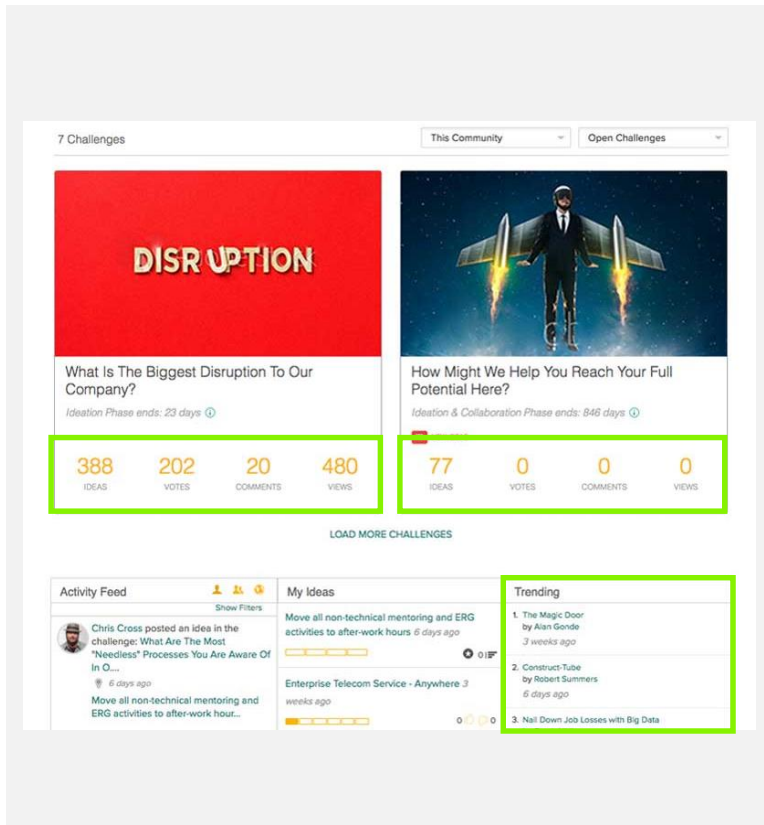 7 Challenges
This Community
Open Challenges
DISRUPTION
What Is The Biggest Disruption To Our
Company?
Ideation Phase ends: 23 days
388
202
20
480
IDEAS
VOTES
COMMENTS
VIEWS
How Might We Help You Reach Your Full
Potential Here?
Ideation & Collaboration Phase ends: 846 days
77
0
0
0
IDEAS
VOTES
COMMENTS
VIEWS
LOAD MORE CHALLENGES
Activity Feed
Show Filters
Chris Cross posted an idea in the
challenge: What Are The Most
"Needless" Processes You Are Aware Of
In O....
6 days ago
Move all non-technical mentoring and
ERG activities to after-work hour...
My Ideas
Move all non-technical mentoring and ERG
activities to after-work hours 6 days ago
0
Enterprise Telecom Service - Anywhere 3
weeks ago
0 0
Trending
1. The Magic Door
by Alan Gonde
3 weeks ago
2. Construct-Tube
by Robert Summers
6 days ago
3. Nail Down Job Losses with Big Data